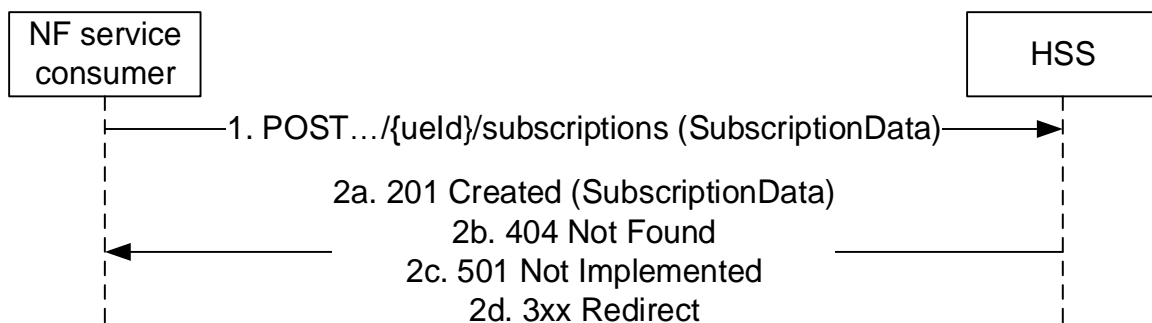 NF service
consumer
HSS
1. POST…/{ueId}/subscriptions (SubscriptionData)
2a. 201 Created (SubscriptionData)
2b. 404 Not Found
2c. 501 Not Implemented
2d. 3xx Redirect